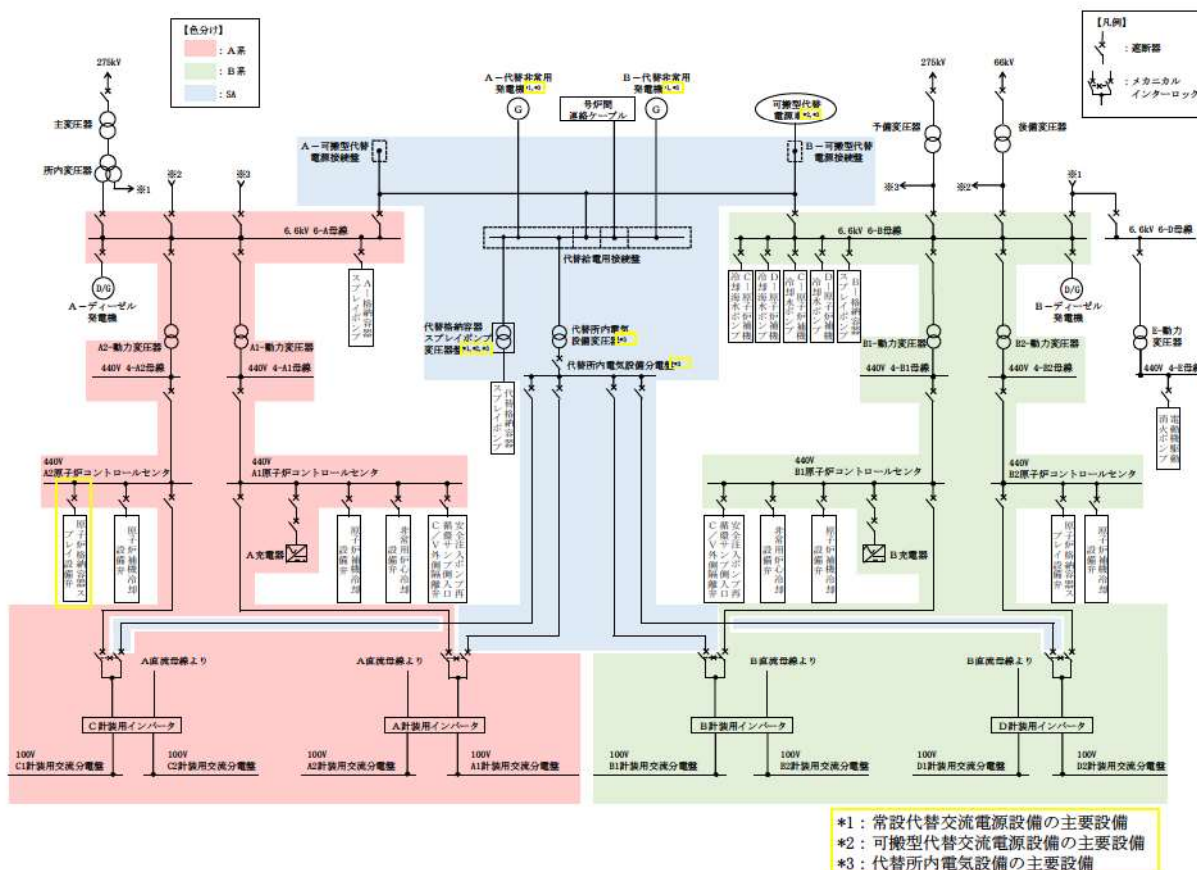 【色分け】
：A系
：B系
：SA
【凡例】
：遮断器
：メカニカル
インターロック
275kV
主変圧器
所内変圧器
※1
※2
※3
A－代替非常用
発電機*1,*3
G
号炉間
連絡ケーブル
B－代替非常用
発電機*1,*3
G
可搬型代替
電源車*2,*3
A－可搬型代替
電源接続盤
B－可搬型代替
電源接続盤
275kV
予備変圧器
※3
66kV
後備変圧器
※2
※1
6.6kV 6-A母線
代替給電用接続盤
6.6kV 6-B母線
6.6kV 6-D母線
D/G
A－ディーゼル
発電機
A－格納容器
スプレイポンプ
C－原子炉補機
冷却海水ポンプ
D－原子炉補機
冷却海水ポンプ
C－原子炉補機
冷却水ポンプ
D－原子炉補機
冷却水ポンプ
B－格納容器
スプレイポンプ
D/G
B－ディーゼル
発電機
A2-動力変圧器
A1-動力変圧器
代替格納容器
スプレイポンプ
変圧器盤*1,*2,*3
代替所内電気
設備変圧器*3
代替所内電気設備分電盤*3
B1-動力変圧器
B2-動力変圧器
E-動力
変圧器
440V 4-A2母線
440V 4-A1母線
440V 4-B1母線
440V 4-B2母線
440V 4-E母線
代替格納容器
スプレイポンプ
電動機駆動
消火ポンプ
440V
A2原子炉コントロールセンタ
440V
A1原子炉コントロールセンタ
440V
B1原子炉コントロールセンタ
440V
B2原子炉コントロールセンタ
原子炉格納容器ス
プレイ設備弁
原子炉補機冷却
設備弁
A充電器
原子炉補機冷却
設備弁
非常用炉心冷却
設備弁
安全注入ポンプ再
循環サンプ側入口
C/V外側隔離弁
安全注入ポンプ再
循環サンプ側入口
C/V外側隔離弁
非常用炉心冷却
設備弁
原子炉補機冷却
設備弁
B充電器
原子炉格納容器ス
プレイ設備弁
原子炉補機冷却
設備弁
A直流母線より
A直流母線より
B直流母線より
B直流母線より
C計装用インバータ
A計装用インバータ
B計装用インバータ
D計装用インバータ
100V
C1計装用交流分電盤
100V
C2計装用交流分電盤
100V
A2計装用交流分電盤
100V
A1計装用交流分電盤
100V
B1計装用交流分電盤
100V
B2計装用交流分電盤
100V
D1計装用交流分電盤
100V
D2計装用交流分電盤
*1：常設代替交流電源設備の主要設備
*2：可搬型代替交流電源設備の主要設備
*3：代替所内電気設備の主要設備